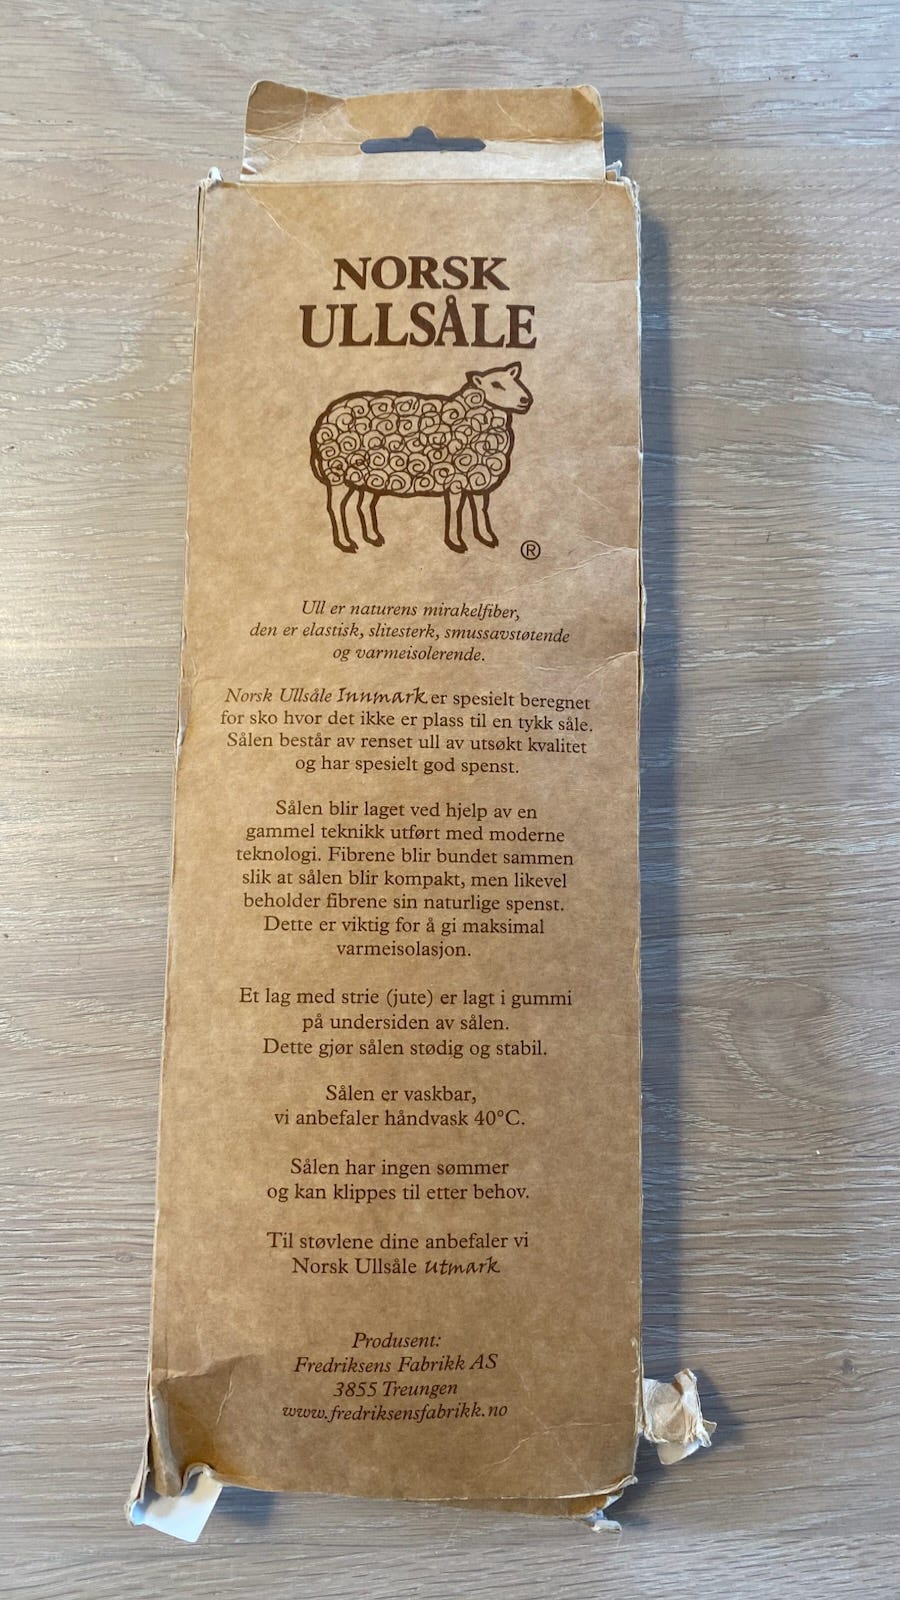 NORSK
ULLSÅLE
®
Ull er naturens mirakelfiber,
den er elastisk, slitesterk, smussavstøtende
og varmeisolerende.
Norsk Ullsåle Innmark er spesielt beregnet
for sko hvor det ikke er plass til en tykk såle.
Sålen består av renset ull av utsøkt kvalitet
og har spesielt god spenst.
Sålen blir laget ved hjelp av en
gammel teknikk utført med moderne
teknologi. Fibrene blir bundet sammen
slik at sålen blir kompakt, men likevel
beholder fibrene sin naturlige spenst.
Dette er viktig for å gi maksimal
varmeisolasjon.
Et lag med strie (jute) er lagt i gummi
på undersiden av sålen.
Dette gjør sålen stødig og stabil.
Sålen er vaskbar,
vi anbefaler håndvask 40°C.
Sålen har ingen sømmer
og kan klippes til etter behov.
Til støvlene dine anbefaler vi
Norsk Ullsåle utmark
Produsent:
Fredriksens Fabrikk AS
3855 Treungen
www.fredriksensfabrikk.no